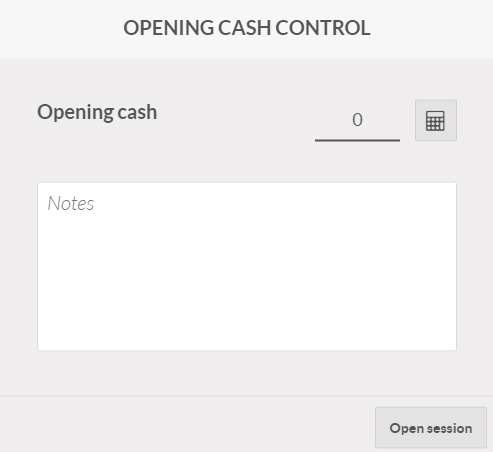 OPENING CASH CONTROL
Opening cash
0
Notes
Open session